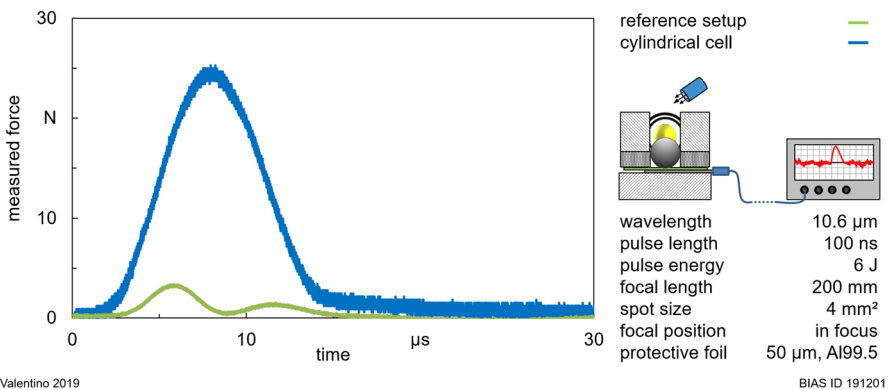 30
N
10
0
measured force
0
10
µs
30
time
reference setup
cylindrical cell
wavelength 10.6 µm
pulse length 100 ns
pulse energy 6 J
focal length 200 mm
spot size 4 mm²
focal position in focus
protective foil 50 µm, Al99.5
Valentino 2019
BIAS ID 191201